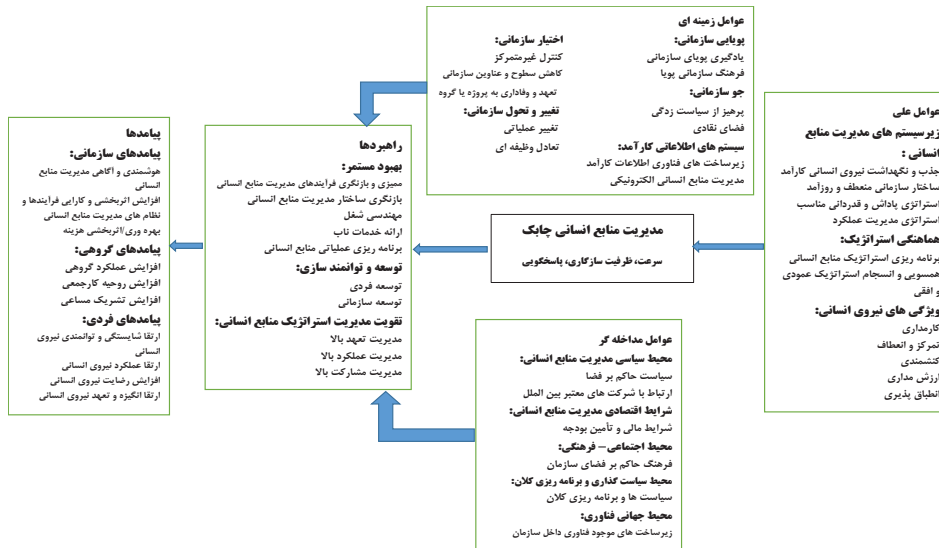 عوامل زمینه ای
پویایی سازمانی:
یادگیری پویای سازمانی
فرهنگ سازمانی پویا
جو سازمانی:
پرهیز از سیاست زدگی
فضای نقادی
سیستم های اطلاعاتی کارآمد:
زیرساخت های فناوری اطلاعات کارآمد
مدیریت منابع انسانی الکترونیکی
اختیار سازمانی:
کنترل غیرمتمرکز
کاهش سطوح و عناوین سازمانی
تعهد و وفاداری به پروژه یا گروه
تغییر و تحول سازمانی:
تغییر عملیاتی
تعادل وظیفه ای
عوامل علی
زیرسیستم های مدیریت منابع
انسانی :
جذب و نگهداشت نیروی انسانی کارآمد
ساختار سازمانی منعطف و روزآمد
استراتژی پاداش و قدردانی مناسب
استراتژی مدیریت عملکرد
هماهنگی استراتژیک:
برنامه ریزی استراتژیک منابع انسانی
همسویی و انسجام استراتژیک عمودی
و افقی
ویژگی های نیروی انسانی:
کارمداری
تمرکز و انعطاف
کنشمندی
ارزش مداری
انطباق پذیری
مدیریت منابع انسانی چابک
سرعت، ظرفیت سازگاری، پاسخگویی
عوامل مداخله گر
محیط سیاسی مدیریت منابع انسانی:
سیاست حاکم بر فضا
ارتباط با شرکت های معتبر بین الملل
شرایط اقتصادی مدیریت منابع انسانی:
شرایط مالی و تأمین بودجه
محیط اجتماعی– فرهنگی:
فرهنگ حاکم بر فضای سازمان
محیط سیاست گذاری و برنامه ریزی کلان:
سیاست ها و برنامه ریزی کلان
محیط جهانی فناوری:
زیرساخت های موجود فناوری داخل سازمان
راهبردها
بهبود مستمر:
ممیزی و بازنگری فرآیندهای مدیریت منابع انسانی
بازنگری ساختار مدیریت منابع انسانی
مهندسی شغل
ارائه خدمات ناب
برنامه ریزی عملیاتی منابع انسانی
توسعه و توانمند سازی:
توسعه فردی
توسعه سازمانی
تقویت مدیریت استراتژیک منابع انسانی:
مدیریت تعهد بالا
مدیریت عملکرد بالا
مدیریت مشارکت بالا
پیامدها
پیامدهای سازمانی:
هوشمندی و آگاهی مدیریت منابع
انسانی
افزایش اثربخشی و کارایی فرآیندها و
نظام های مدیریت منابع انسانی
بهره وری/اثربخشی هزینه
پیامدهای گروهی:
افزایش عملکرد گروهی
افزایش روحیه کارجمعی
افزایش تشریک مساعی
پیامدهای فردی:
ارتقا شایستگی و توانمندی نیروی
انسانی
ارتقا عملکرد نیروی انسانی
افزایش رضایت نیروی انسانی
ارتقا انگیزه و تعهد نیروی انسانی